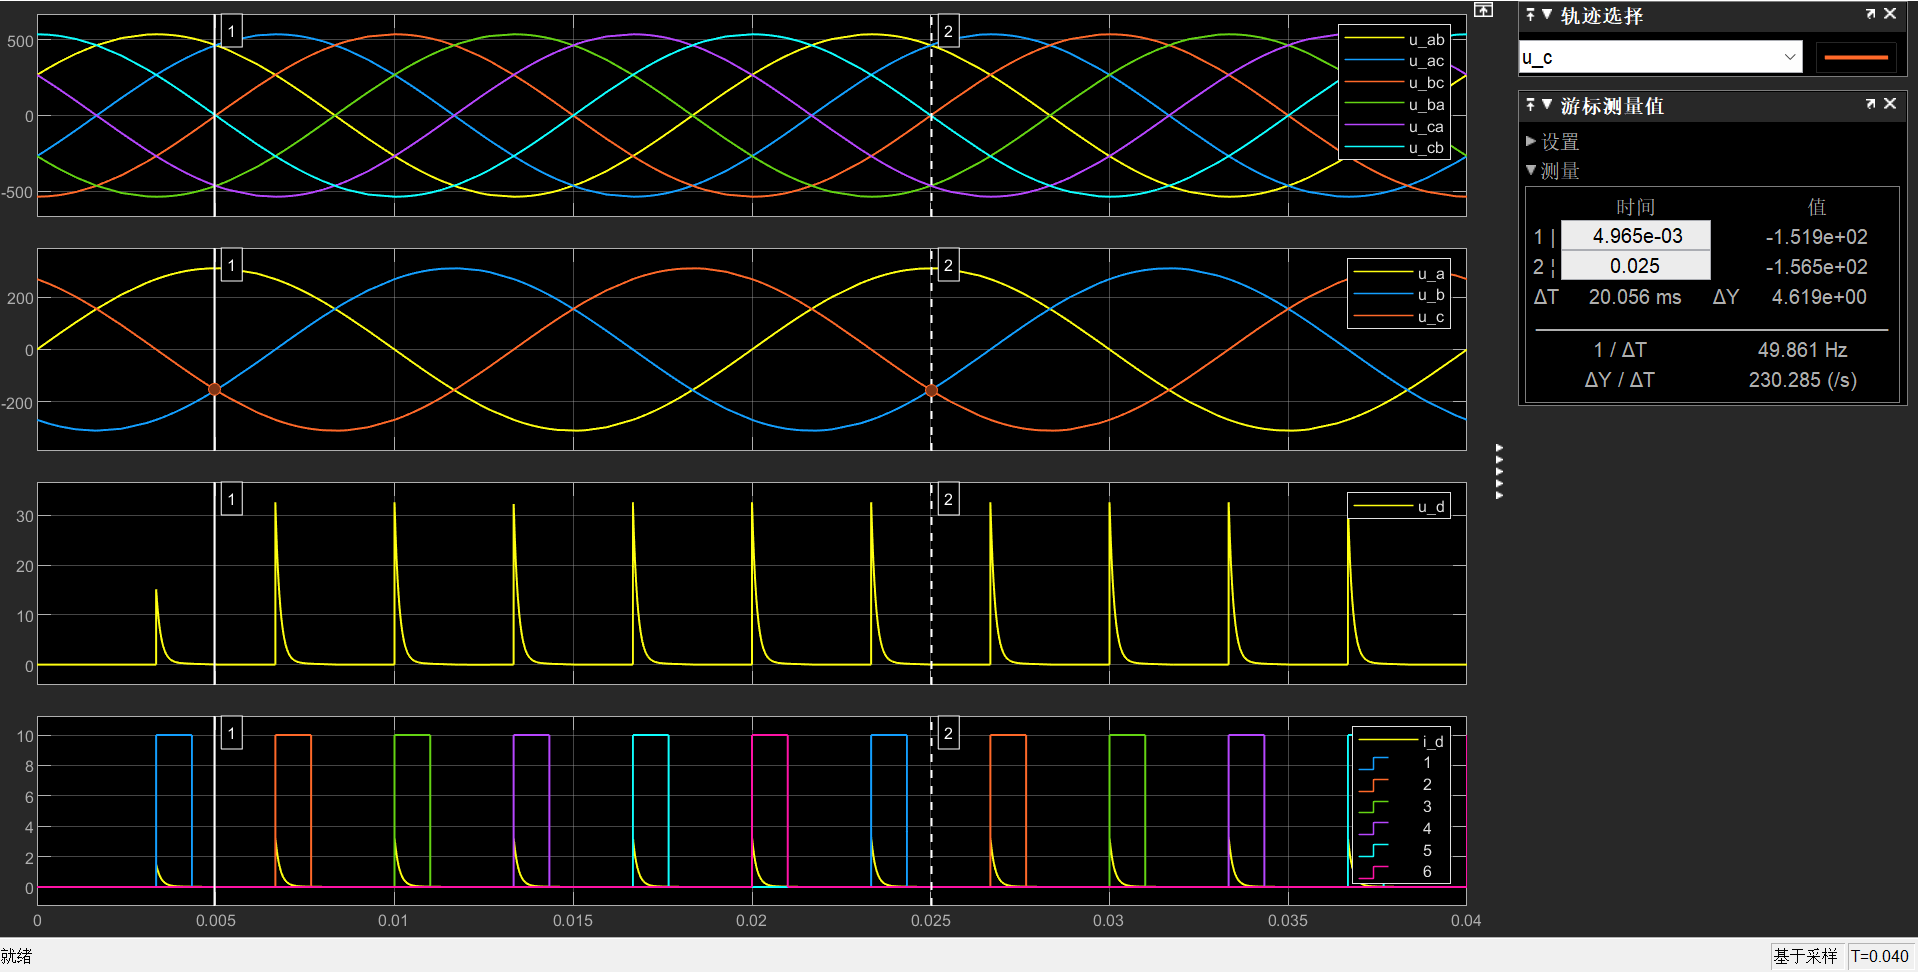 500
0
-500
1
2
u_ab
u_ac
u_bc
u_ba
u_ca
u_cb
200
0
-200
1
2
u_a
u_b
u_c
30
20
10
0
1
2
u_d
10
8
6
4
2
0
1
2
i_d
1
2
3
4
5
6
0 0.005 0.01 0.015 0.02 0.025 0.03 0.035 0.04
轨迹选择
u_c
游标测量值
设置
测量
时间 值
1 | 4.965e-03 -1.519e+02
2 ¦ 0.025 -1.565e+02
ΔT 20.056 ms ΔY 4.619e+00
1 / ΔT 49.861 Hz
ΔY / ΔT 230.285 (/s)
就绪 基于采样 T=0.040